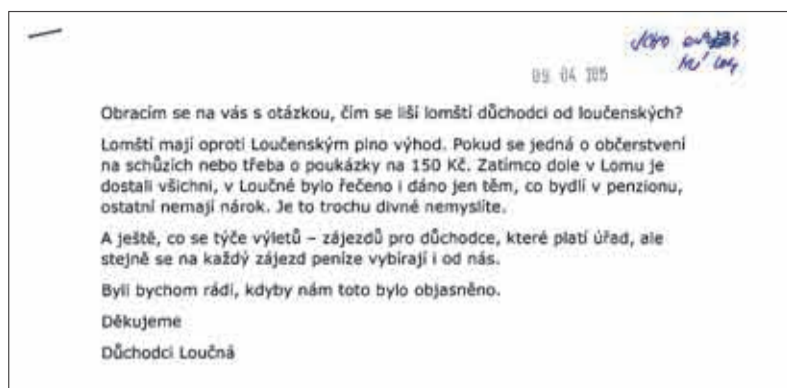 09 04 2015
Obracím se na vás s otázkou, čím se liší lomští důchodci od loučenských?
Lomští mají oproti Loučenským plno výhod. Pokud se jedná o občerstvení
na schůzích nebo třeba o poukázky na 150 Kč. Zatímco dole v Lomu je
dostali všichni, v Loučné bylo řečeno i dáno jen těm, co bydlí v penzionu,
ostatní nemají nárok. Je to trochu divné nemyslíte.
A ještě, co se týče výletů – zájezdů pro důchodce, které platí úřad, ale
stejně se na každý zájezd peníze vybírají i od nás.
Byli bychom rádi, kdyby nám toto bylo objasněno.
Děkujeme
Důchodci Loučná